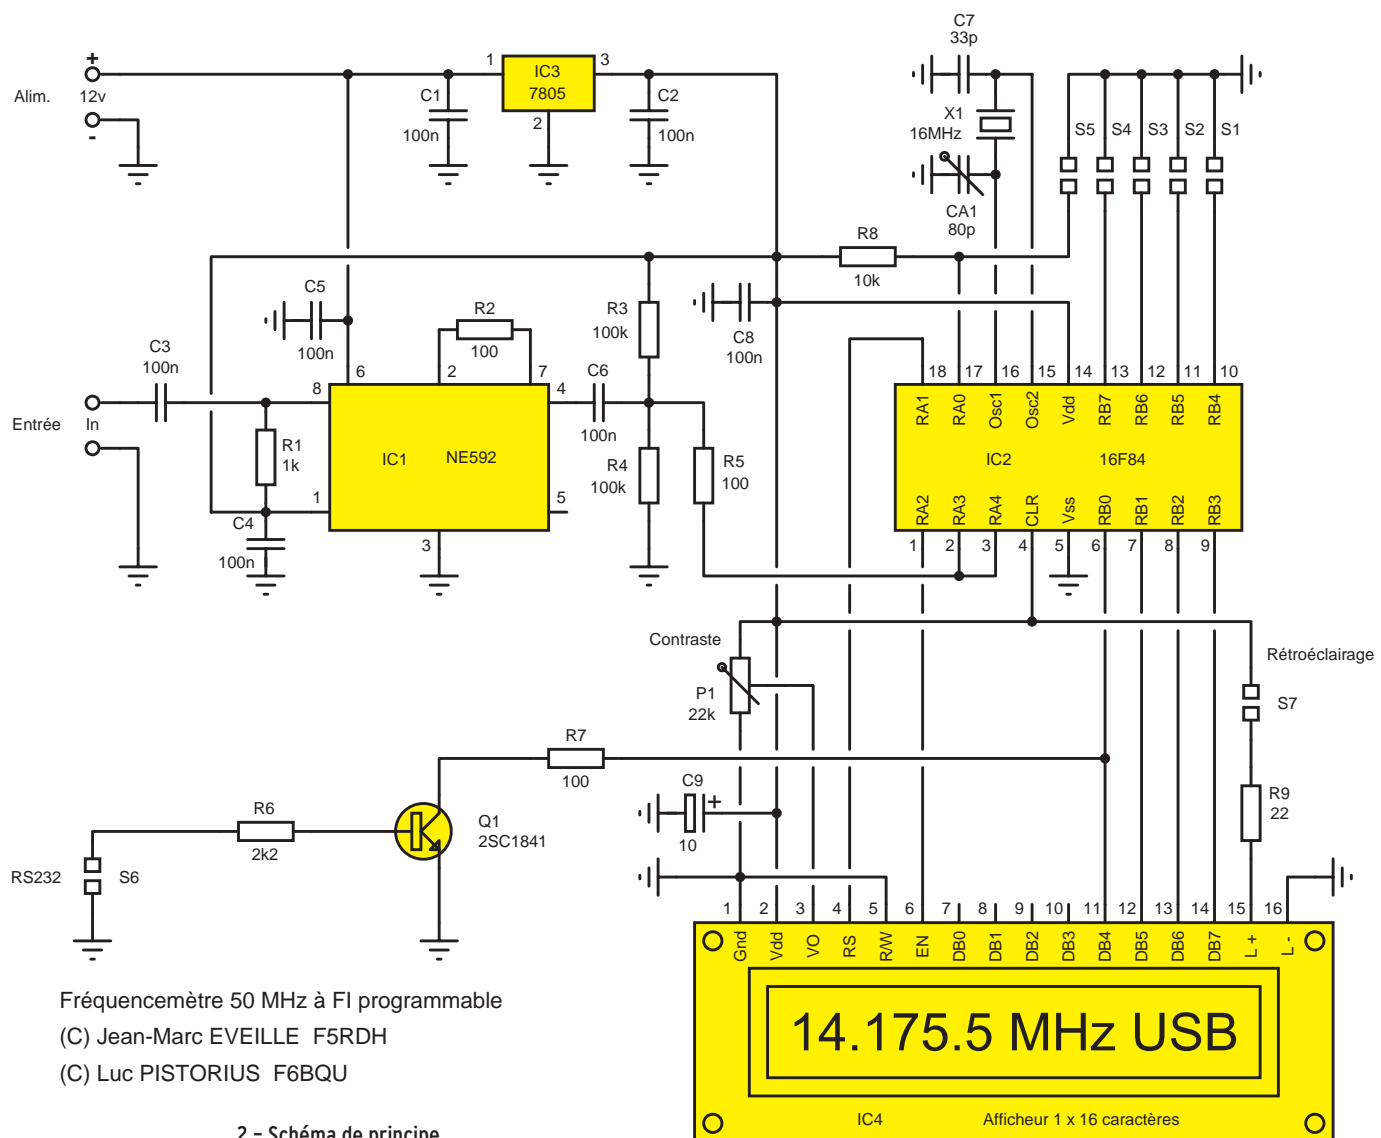 C7
33p
+
1
IC3
7805
3
2
Alim.
12v
-
C1
100n
C2
100n
X1
16MHz
CA1
80p
S5
S4
S3
S2
S1
R8
10k
C5
100n
R2
100
R3
100k
C8
100n
C3
100n
6
2
7
8
4
C6
100n
18
17
16
15
14
13
12
11
10
RA1
RA0
Osc1
Osc2
Vdd
RB7
RB6
RB5
RB4
Entrée
In
R1
1k
IC1
NE592
R4
100k
R5
100
IC2
16F84
1
5
C4
100n
3
RA2
RA3
RA4
CLR
Vss
RB0
RB1
RB2
RB3
1
2
3
4
5
6
7
8
9
Contraste
P1
22k
Rétroéclairage
S7
R7
100
C9
+
10
R9
22
R6
2k2
Q1
2SC1841
RS232
S6
1
2
3
4
5
6
7
8
9
10
11
12
13
14
15
16
Gnd
Vdd
VO
RS
R/W
EN
DB0
DB1
DB2
DB3
DB4
DB5
DB6
DB7
L +
L -
14.175.5 MHz USB
IC4
Afficheur 1 x 16 caractères
Fréquencemètre 50 MHz à FI programmable
(C) Jean-Marc EVEILLE F5RDH
(C) Luc PISTORIUS F6BQU
2 – Schéma de principe